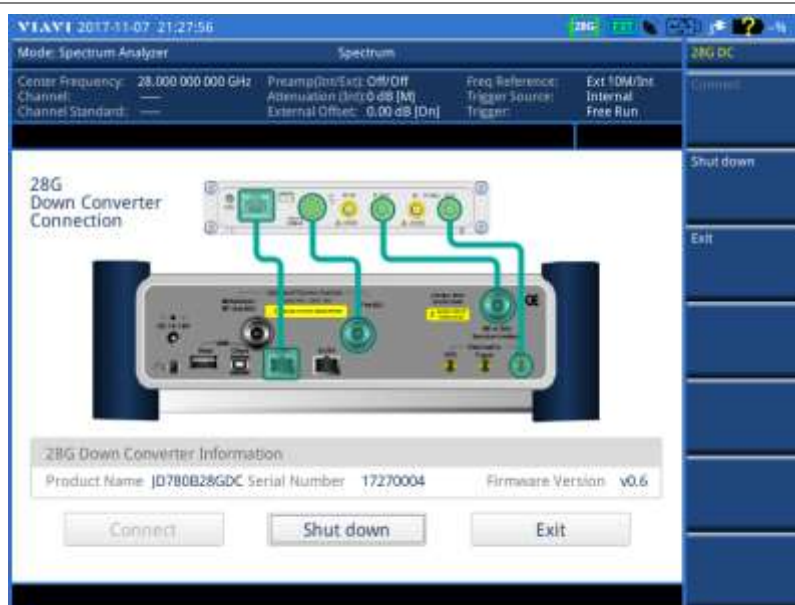 VIAVI 2017-11-07 21:27:56
28G EXT
Mode: Spectrum Analyzer Spectrum 28G DC
Center Frequency: 28.000 000 000 GHz Preamp(Int/Ext): Off/Off Freq Reference: Ext 10M/Int
Channel: --- Attenuation (Int): 0 dB [M] Trigger Source: Internal
Channel Standard: --- External Offset: 0.00 dB [On] Trigger: Free Run
Connect
Shut down
Exit
28G
Down Converter
Connection
28G Down Converter Information
Product Name JD780B28GDC Serial Number 17270004 Firmware Version v0.6
Connect Shut down Exit